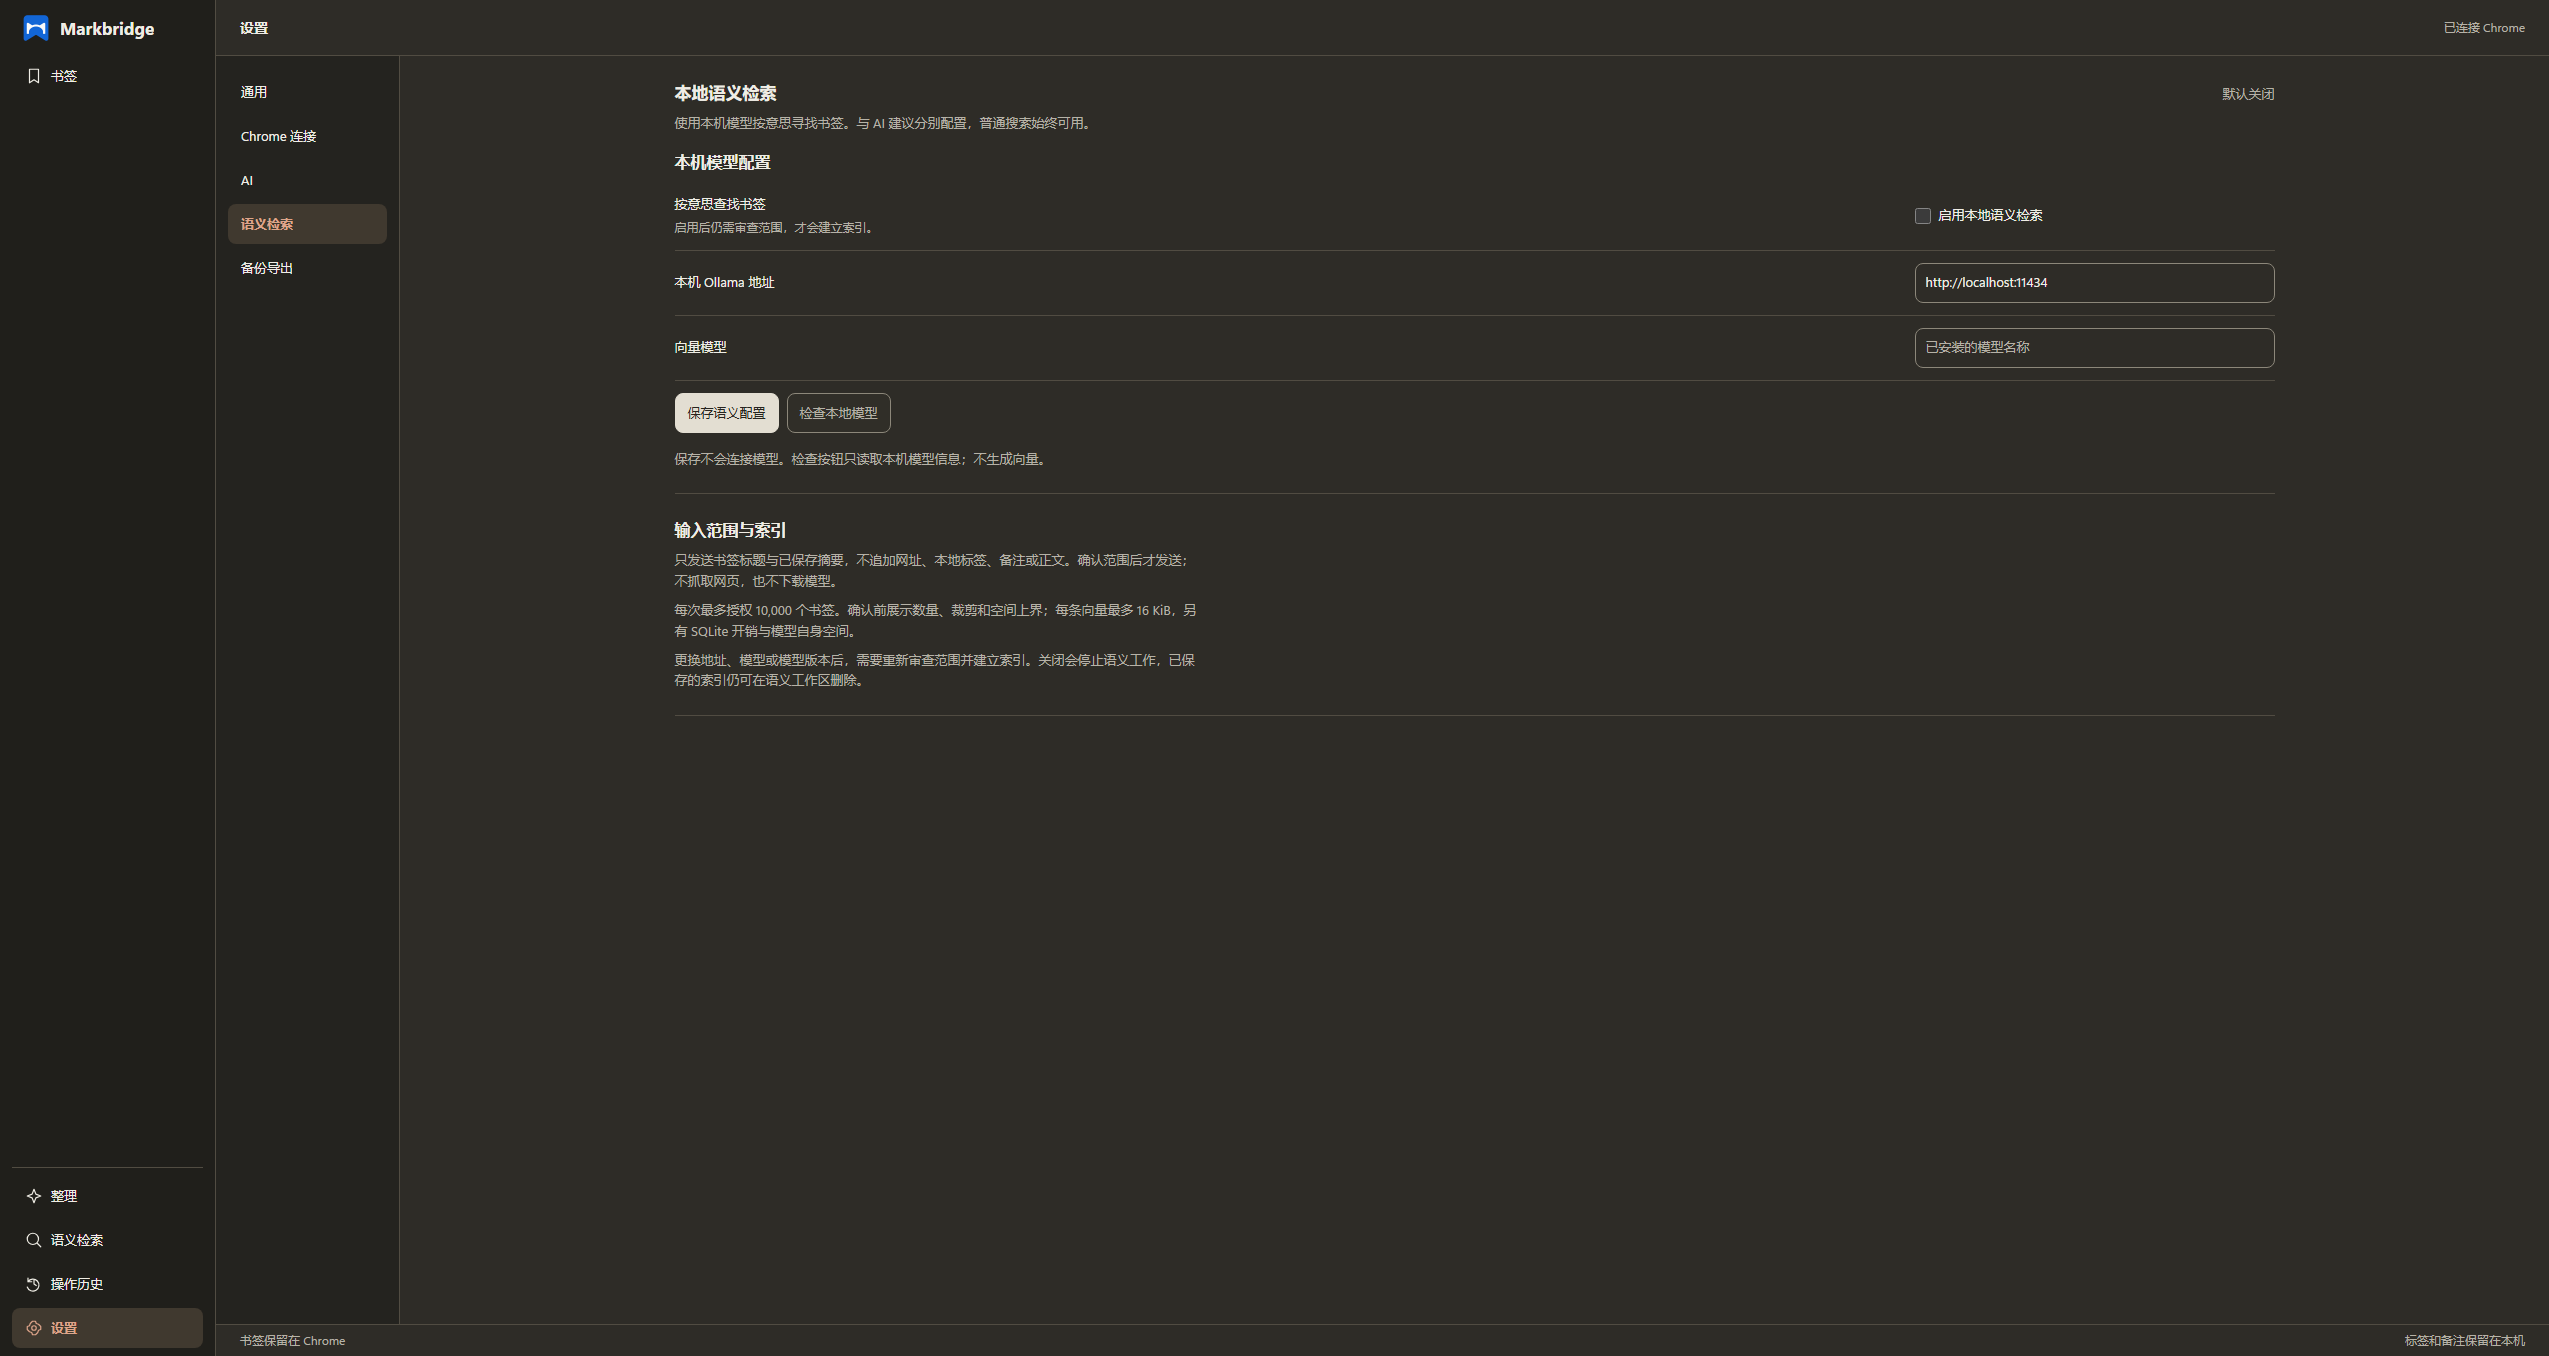 Markbridge
书签
整理
语义检索
操作历史
设置
设置
已连接 Chrome
通用
Chrome 连接
AI
语义检索
备份导出
本地语义检索
默认关闭
使用本机模型按意思寻找书签。与 AI 建议分别配置，普通搜索始终可用。
本机模型配置
按意思查找书签
启用后仍需审查范围，才会建立索引。
启用本地语义检索
本机 Ollama 地址
http://localhost:11434
向量模型
已安装的模型名称
保存语义配置
检查本地模型
保存不会连接模型。检查按钮只读取本机模型信息；不生成向量。
输入范围与索引
只发送书签标题与已保存摘要，不追加网址、本地标签、备注或正文。确认范围后才发送；
不抓取网页，也不下载模型。
每次最多授权 10,000 个书签。确认前展示数量、裁剪和空间上界；每条向量最多 16 KiB，另
有 SQLite 开销与模型自身空间。
更换地址、模型或模型版本后，需要重新审查范围并建立索引。关闭会停止语义工作，已保
存的索引仍可在语义工作区删除。
书签保留在 Chrome
标签和备注保留在本机